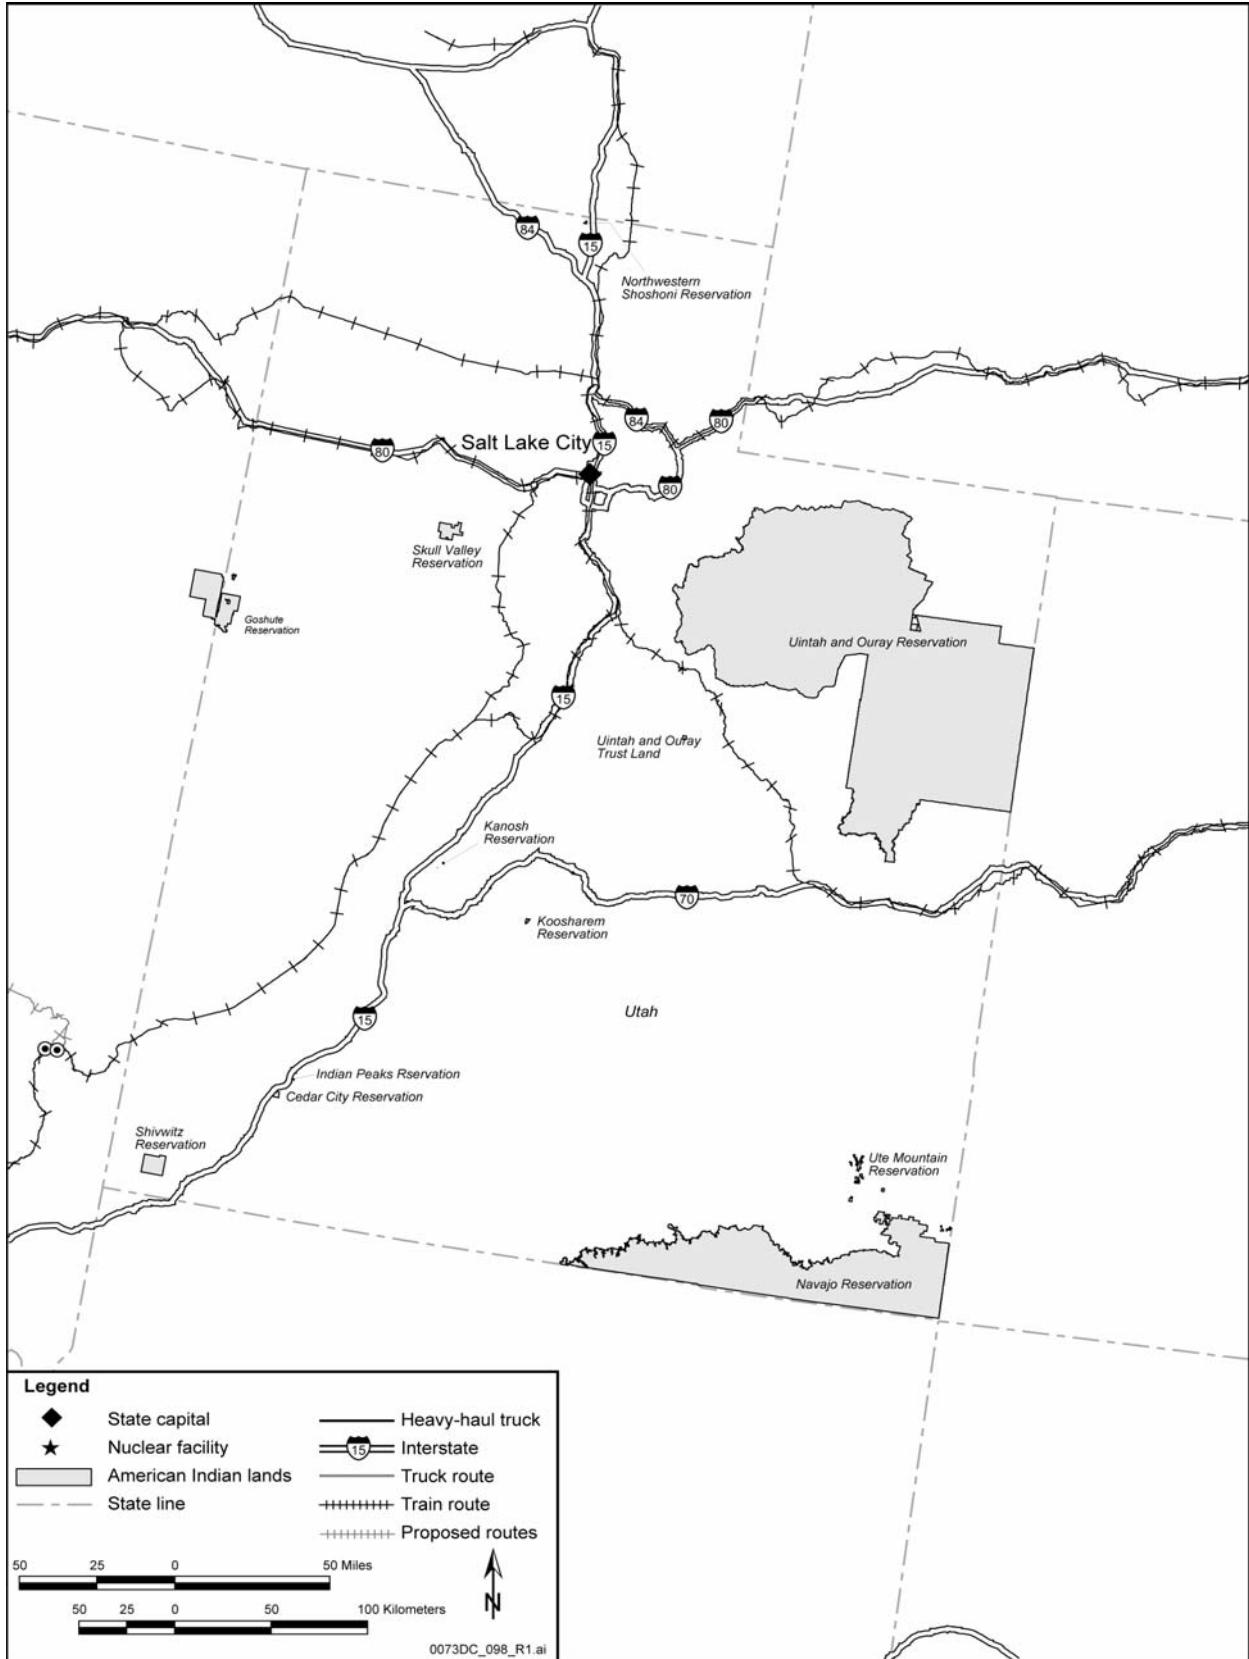 84
15
Northwestern
Shoshoni Reservation
84
80
Salt Lake City
15
80
80
Skull Valley
Reservation
Goshute
Reservation
Uintah and Ouray Reservation
15
Uintah and Ouray
Trust Land
Kanosh
Reservation
70
Koosharem
Reservation
Utah
15
Indian Peaks Rservation
Cedar City Reservation
Shivwitz
Reservation
Ute Mountain
Reservation
Navajo Reservation
Legend
State capital
Nuclear facility
American Indian lands
State line
Heavy-haul truck
15 Interstate
Truck route
Train route
Proposed routes
50 25 0 50 Miles
50 25 0 50 100 Kilometers
N
0073DC_098_R1.ai